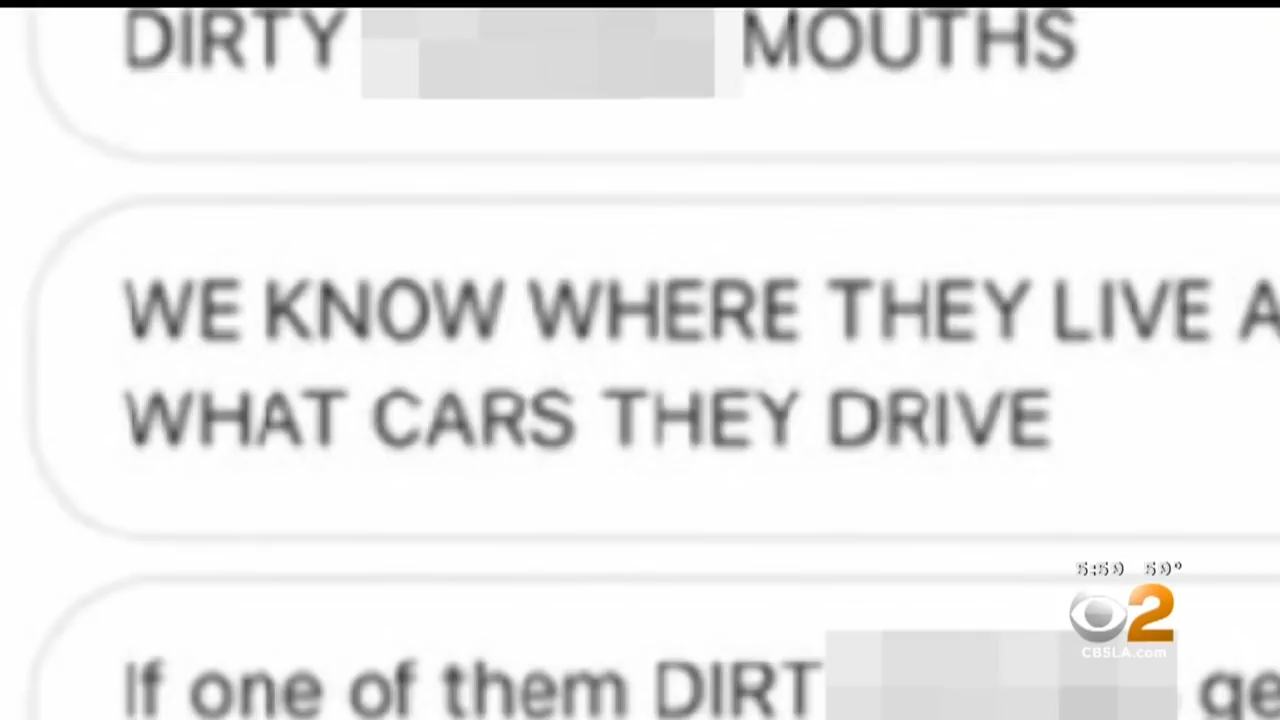 DIRTY MOUTHS
WE KNOW WHERE THEY LIVE
WHAT CARS THEY DRIVE
5:59 59°
2
CBSLA.com
If one of them DIRT